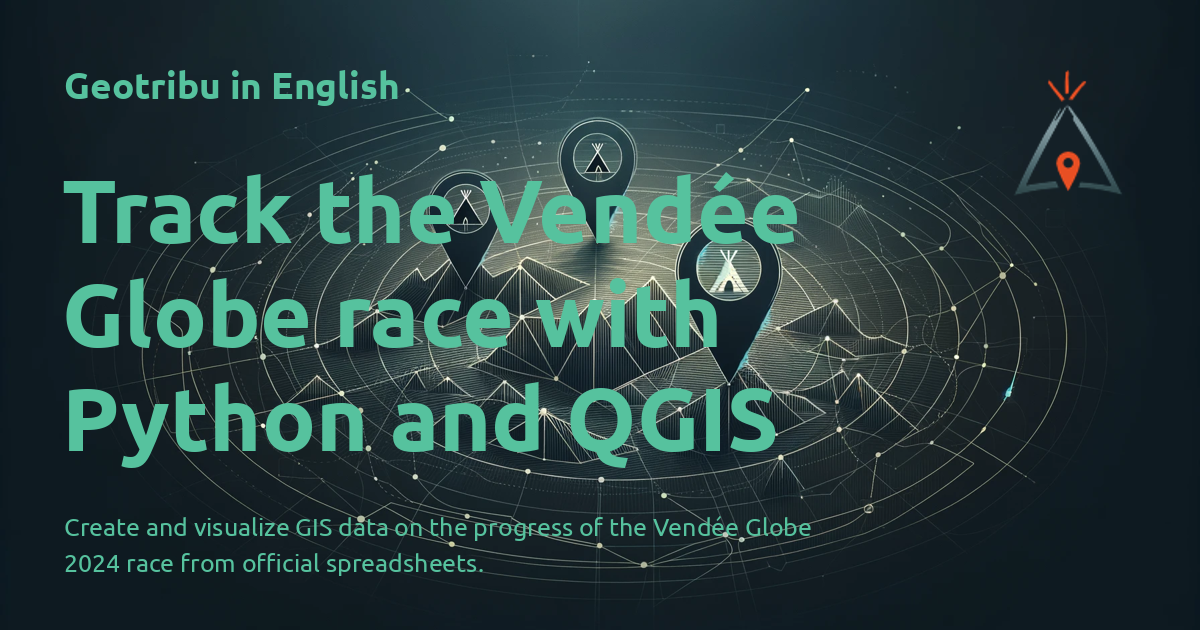 Geotribu in English
Track the Vendée
Globe race with
Python and QGIS
Create and visualize GIS data on the progress of the Vendée Globe
2024 race from official spreadsheets.